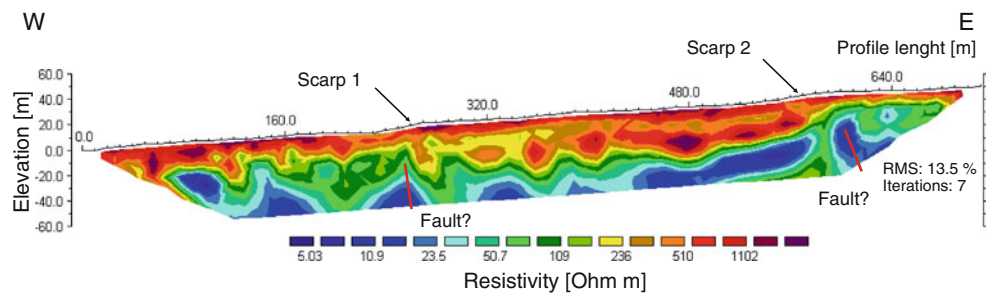 W
E
Scarp 2
Profile lenght [m]
Scarp 1
60.0
40.0
20.0
0.0
-20.0
-40.0
-60.0
Elevation [m]
0.0
160.0
320.0
480.0
640.0
RMS: 13.5 %
Iterations: 7
Fault?
Fault?
5.03 10.9 23.5 50.7 109 236 510 1102
Resistivity [Ohm m]